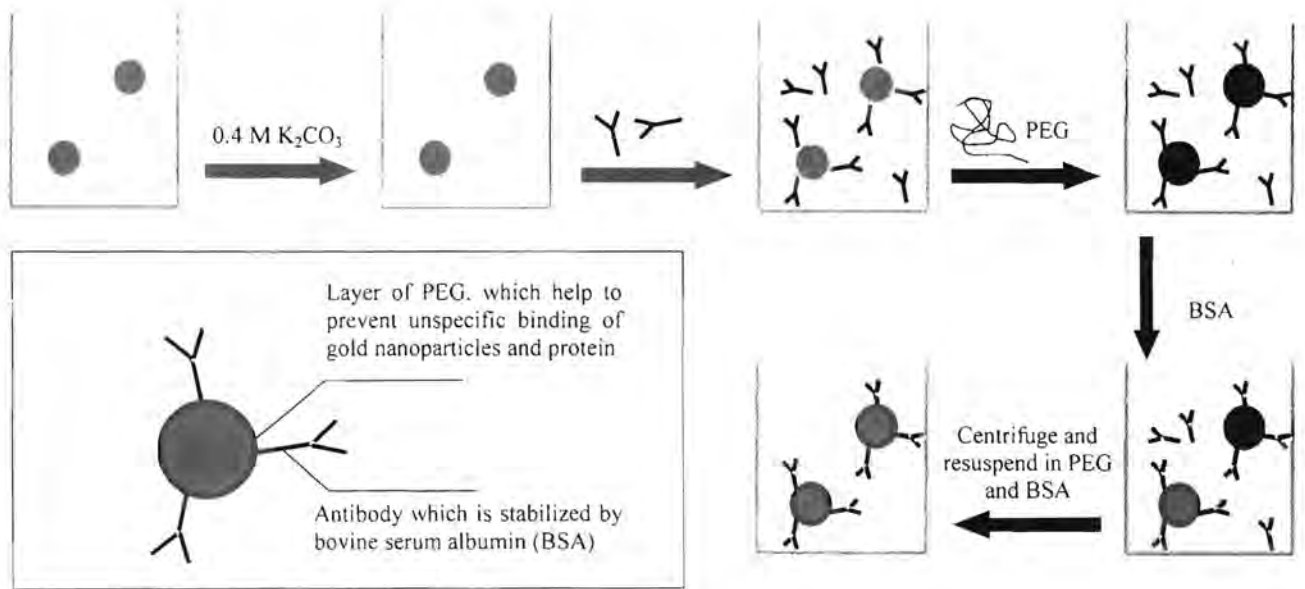 0.4 M K₂CO₃
PEG
BSA
Layer of PEG. which help to
prevent unspecific binding of
gold nanoparticles and protein
Antibody which is stabilized by
bovine serum albumin (BSA)
Centrifuge and
resuspend in PEG
and BSA